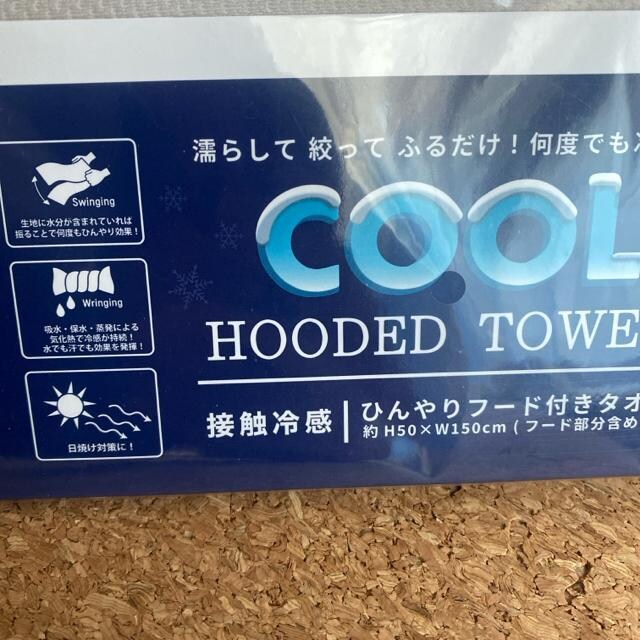 濡らして 絞って ふるだけ！何度でも
COOL
HOODED TOWE
接触冷感 ひんやりフード付きタオ
約H50×W150cm (フード部分含め
Swinging
生地に水分が含まれていれば
振ることで何度もひんやり効果！
Wringing
吸水・保水・蒸発による
気化熱で冷感が持続！
水でも汗でも効果を発揮！
日焼け対策に！